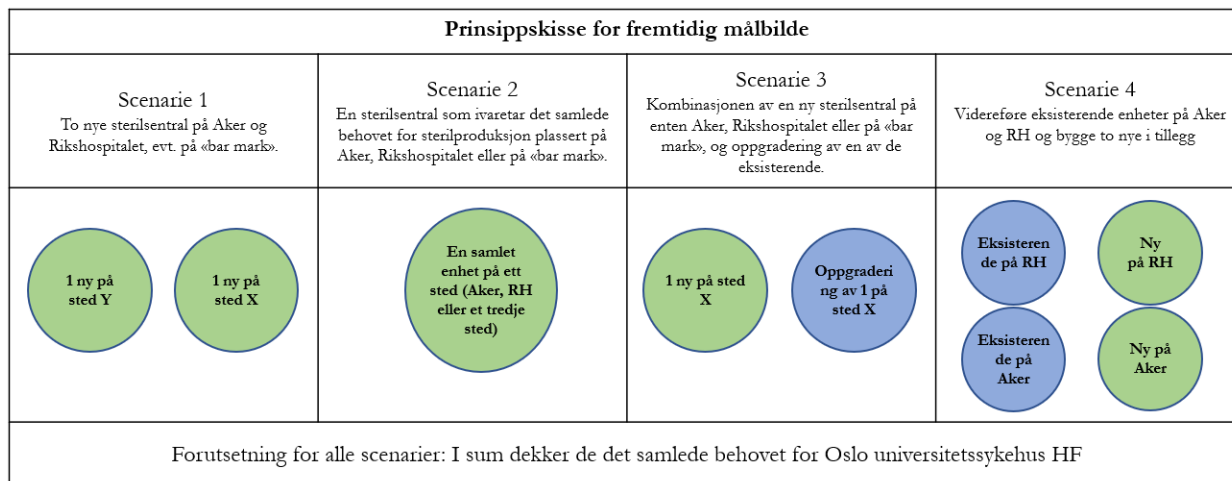 Prinsippskisse for fremtidig målbilde
Scenarie 1
To nye sterilsentral på Aker og
Rikshospitalet, evt. på «bar mark».
Scenarie 2
En sterilsentral som ivaretar det samlede
behovet for sterilproduksjon plassert på
Aker, Rikshospitalet eller på «bar mark».
Scenarie 3
Kombinasjonen av en ny sterilsentral på
enten Aker, Rikshospitalet eller på «bar
mark», og oppgradering av en av de
eksisterende.
Scenarie 4
Videreføre eksisterende enheter på Aker
og RH og bygge to nye i tillegg
1 ny på
sted Y
1 ny på
sted X
En samlet
enhet på ett
sted (Aker, RH
eller et tredje
sted)
1 ny på sted
X
Oppgraderi
ng av 1 på
sted X
Eksisteren
de på RH
Ny
på RH
Eksisteren
de på
Aker
Ny på
Aker
Forutsetning for alle scenarier: I sum dekker de det samlede behovet for Oslo universitetssykehus HF